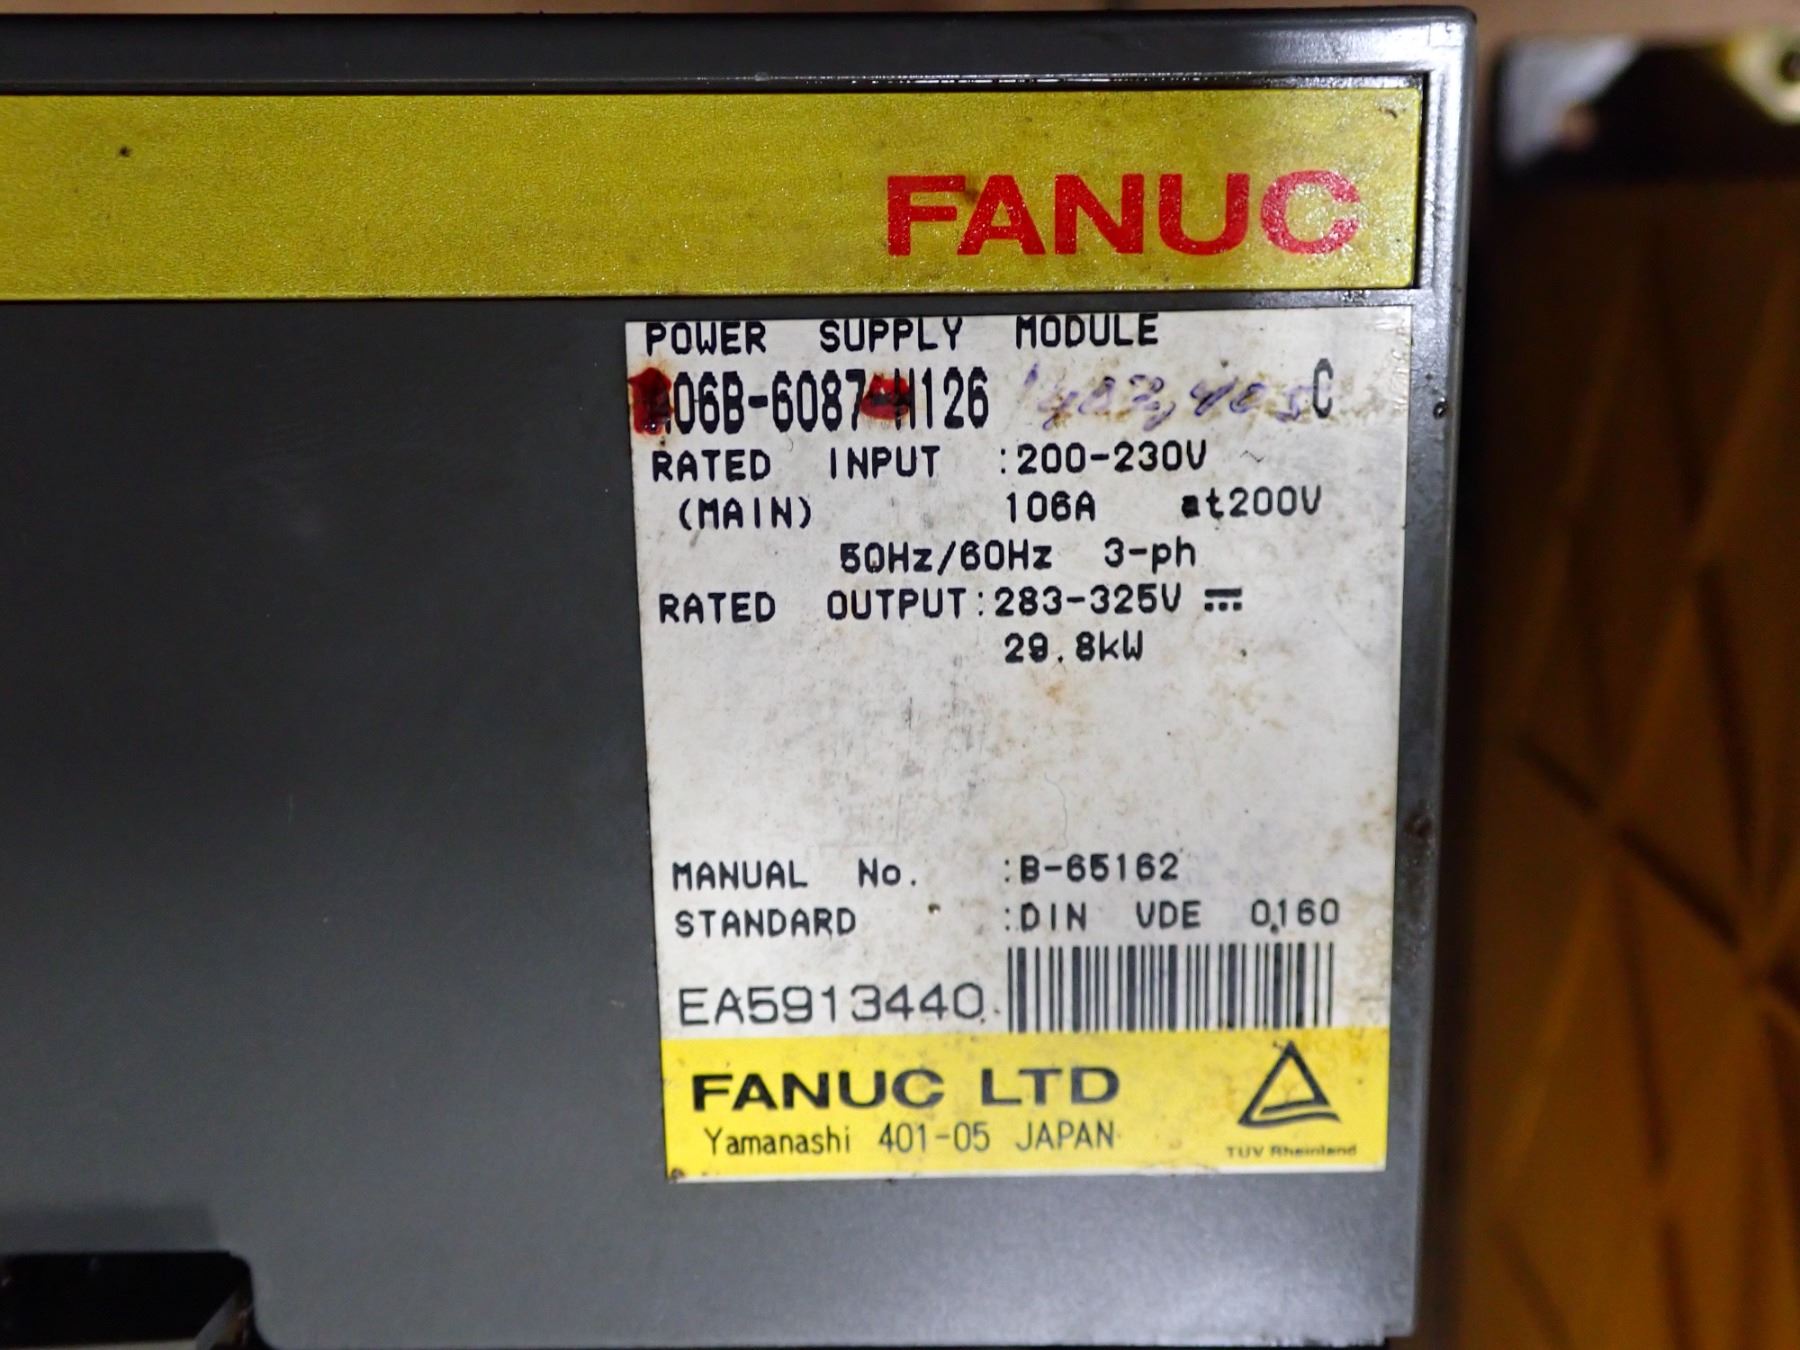 FANUC
POWER SUPPLY MODULE
A06B-6087-H126 C
RATED INPUT :200-230V
(MAIN) 106A at200V
50Hz/60Hz 3-ph
RATED OUTPUT:283-325V ⎓
29.8kW
MANUAL No. :B-65162
STANDARD :DIN VDE 0160
EA5913440
FANUC LTD
Yamanashi 401-05 JAPAN
TUV Rheinland